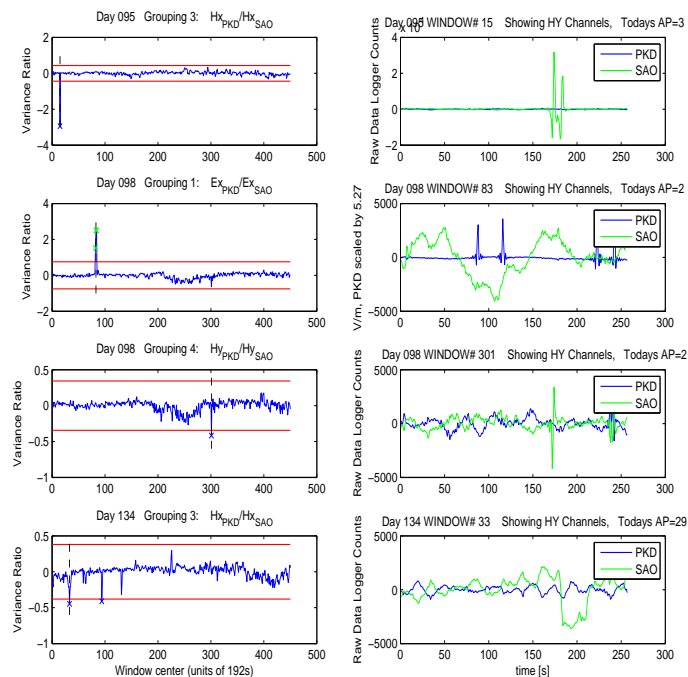 Day 095 Grouping 3: Hx_PKD/Hx_SAO
Variance Ratio
2
0
−2
−4
0 100 200 300 400 500
Day 095 WINDOW# 15 Showing HY Channels, Todays AP=3
Raw Data Logger Counts
4
2
0
−2
0 50 100 150 200 250 300
PKD
SAO
Day 098 Grouping 1: Ex_PKD/Ex_SAO
Variance Ratio
4
2
0
−2
0 100 200 300 400 500
Day 098 WINDOW# 83 Showing HY Channels, Todays AP=2
V/m, PKD scaled by 5.27
5000
0
−5000
0 50 100 150 200 250 300
PKD
SAO
Day 098 Grouping 4: Hy_PKD/Hy_SAO
Variance Ratio
0.5
0
−0.5
−1
0 100 200 300 400 500
Day 098 WINDOW# 301 Showing HY Channels, Todays AP=2
Raw Data Logger Counts
5000
0
−5000
0 50 100 150 200 250 300
PKD
SAO
Day 134 Grouping 3: Hx_PKD/Hx_SAO
Variance Ratio
0.5
0
−0.5
−1
0 100 200 300 400 500
Window center (units of 192s)
Day 134 WINDOW# 33 Showing HY Channels, Todays AP=29
Raw Data Logger Counts
5000
0
−5000
0 50 100 150 200 250 300
time [s]
PKD
SAO